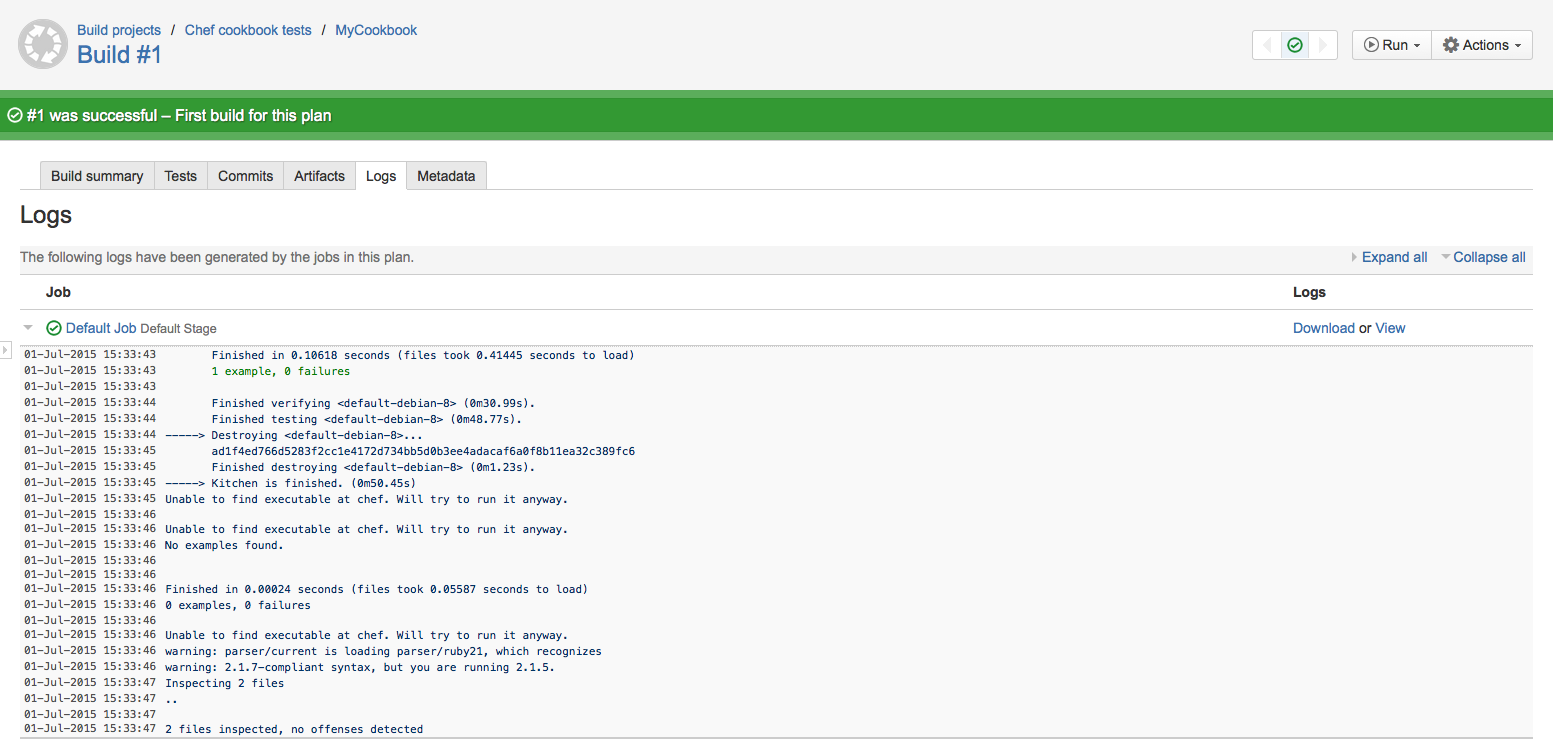 Build projects / Chef cookbook tests / MyCookbook
Build #1
Run
Actions
#1 was successful – First build for this plan
Build summary
Tests
Commits
Artifacts
Logs
Metadata
Logs
The following logs have been generated by the jobs in this plan.
Expand all
Collapse all
Job
Logs
Default Job Default Stage
Download or View
01-Jul-2015 15:33:43 Finished in 0.10618 seconds (files took 0.41445 seconds to load)
01-Jul-2015 15:33:43 1 example, 0 failures
01-Jul-2015 15:33:43
01-Jul-2015 15:33:44 Finished verifying <default-debian-8> (0m30.99s).
01-Jul-2015 15:33:44 Finished testing <default-debian-8> (0m48.77s).
01-Jul-2015 15:33:44 -----> Destroying <default-debian-8>...
01-Jul-2015 15:33:45 ad1f4ed766d5283f2cc1e4172d734bb5d0b3ee4adacaf6a0f8b11ea32c389fc6
01-Jul-2015 15:33:45 Finished destroying <default-debian-8> (0m1.23s).
01-Jul-2015 15:33:45 -----> Kitchen is finished. (0m50.45s)
01-Jul-2015 15:33:45 Unable to find executable at chef. Will try to run it anyway.
01-Jul-2015 15:33:46
01-Jul-2015 15:33:46 Unable to find executable at chef. Will try to run it anyway.
01-Jul-2015 15:33:46 No examples found.
01-Jul-2015 15:33:46
01-Jul-2015 15:33:46
01-Jul-2015 15:33:46 Finished in 0.00024 seconds (files took 0.05587 seconds to load)
01-Jul-2015 15:33:46 0 examples, 0 failures
01-Jul-2015 15:33:46
01-Jul-2015 15:33:46 Unable to find executable at chef. Will try to run it anyway.
01-Jul-2015 15:33:46 warning: parser/current is loading parser/ruby21, which recognizes
01-Jul-2015 15:33:46 warning: 2.1.7-compliant syntax, but you are running 2.1.5.
01-Jul-2015 15:33:47 Inspecting 2 files
01-Jul-2015 15:33:47 ..
01-Jul-2015 15:33:47
01-Jul-2015 15:33:47 2 files inspected, no offenses detected